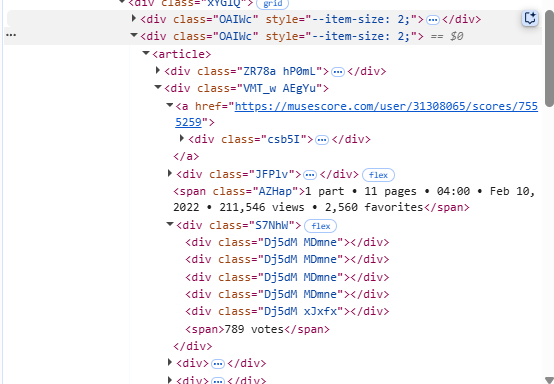 <div class="xYGIQ"> grid
<div class="OAIWc" style="--item-size: 2;"> … </div>
… <div class="OAIWc" style="--item-size: 2;"> == $0
<article>
<div class="ZR78a hP0mL"> … </div>
<div class="VMT_w AEgYu">
<a href="https://musescore.com/user/31308065/scores/755
5259">
<div class="csb5I"> … </div>
</a>
<div class="JFPlv"> … </div> flex
<span class="AZHap">1 part • 11 pages • 04:00 • Feb 10,
2022 • 211,546 views • 2,560 favorites</span>
<div class="S7NhW"> flex
<div class="Dj5dM MDmne"></div>
<div class="Dj5dM MDmne"></div>
<div class="Dj5dM MDmne"></div>
<div class="Dj5dM MDmne"></div>
<div class="Dj5dM xJxfx"></div>
<span>789 votes</span>
</div>
<div> … </div>
<div> … </div>